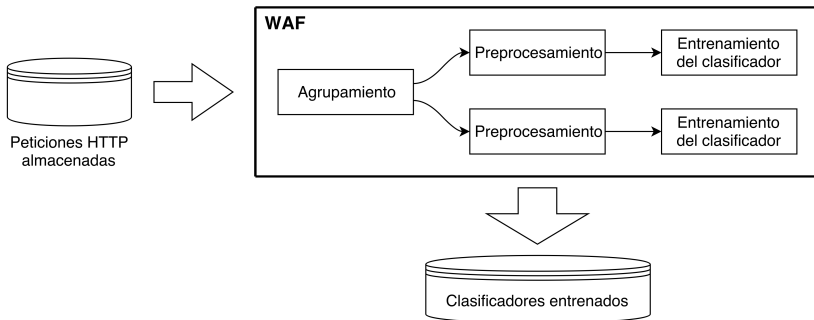 WAF
Peticiones HTTP
almacenadas
Agrupamiento
Preprocesamiento
Entrenamiento
del clasificador
Preprocesamiento
Entrenamiento
del clasificador
Clasificadores entrenados